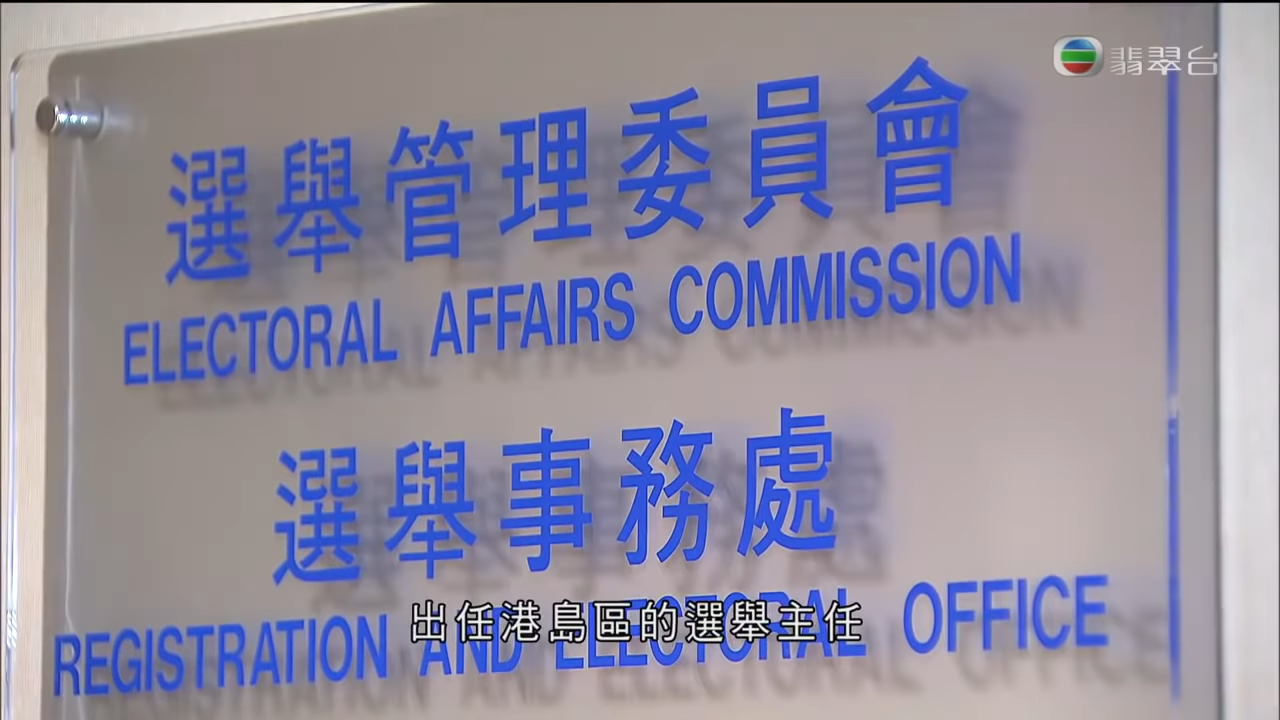 翡翠台
選舉管理委員會
ELECTORAL AFFAIRS COMMISSION
選舉事務處
REGISTRATION AND ELECTORAL OFFICE
出任港島區的選舉主任